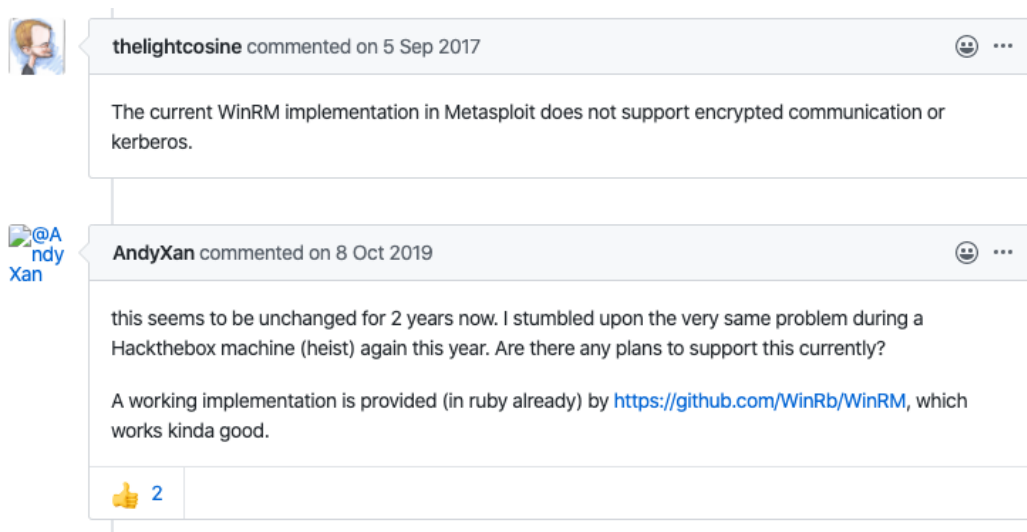 thelightcosine commented on 5 Sep 2017
The current WinRM implementation in Metasploit does not support encrypted communication or
kerberos.
@A
ndy
Xan
AndyXan commented on 8 Oct 2019
this seems to be unchanged for 2 years now. I stumbled upon the very same problem during a
Hackthebox machine (heist) again this year. Are there any plans to support this currently?
A working implementation is provided (in ruby already) by https://github.com/WinRb/WinRM, which
works kinda good.
2